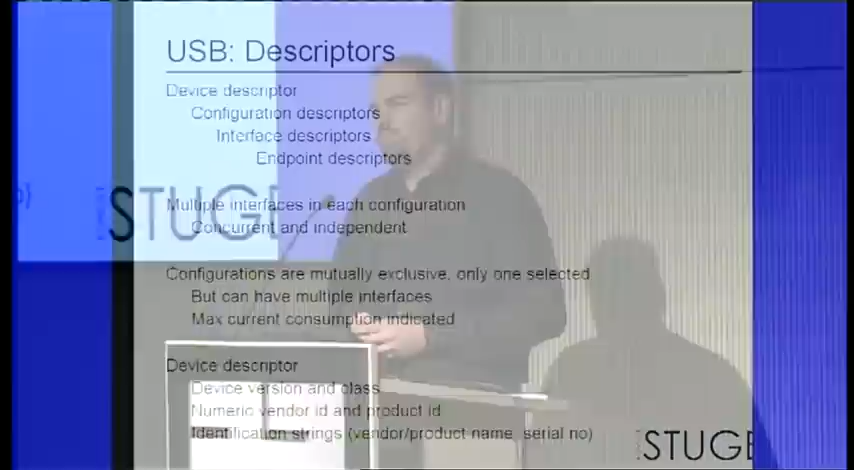 USB: Descriptors
Device descriptor
Configuration descriptors
Interface descriptors
Endpoint descriptors
Multiple interfaces in each configuration
Concurrent and independent
Configurations are mutually exclusive, only one selected
But can have multiple interfaces
Max current consumption indicated
Device descriptor
Device version and class
Numeric vendor id and product id
Identification strings (vendor/product name, serial no)
STUGE
STUGE